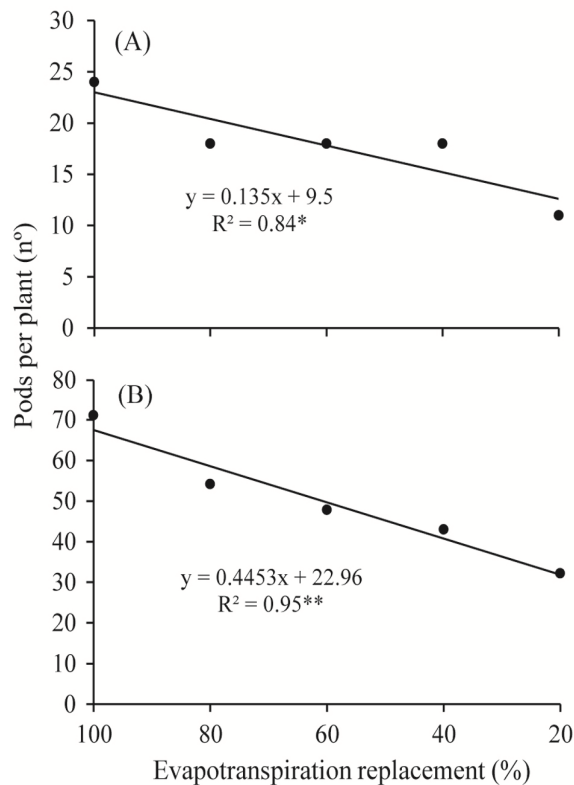 Pods per plant (nº)
(A)
30
25
20
15
10
5
0
y = 0.135x + 9.5
R² = 0.84*
(B)
80
70
60
50
40
30
20
10
0
y = 0.4453x + 22.96
R² = 0.95**
100 80 60 40 20
Evapotranspiration replacement (%)